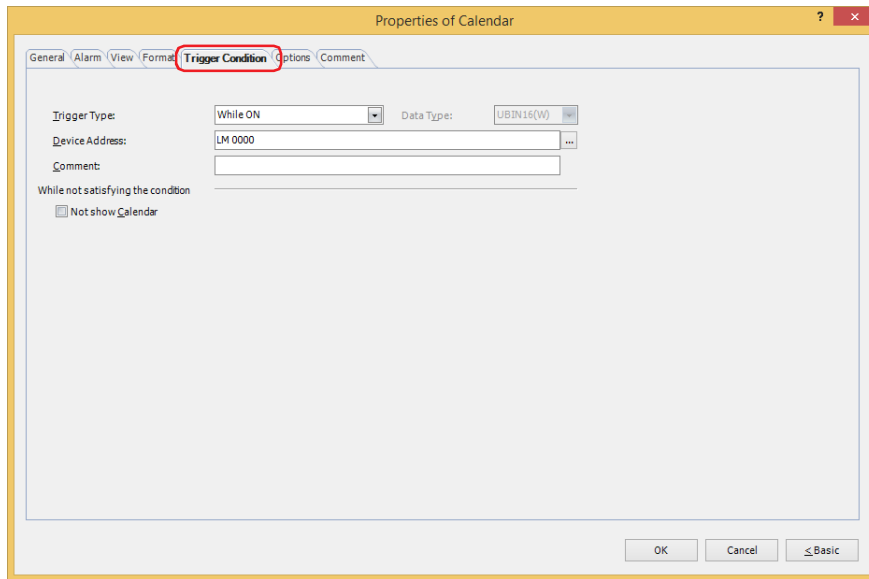 Properties of Calendar ? ×
General Alarm View Format Trigger Condition Options Comment
Trigger Type: While ON Data Type: UBIN16(W)
Device Address: LM 0000 ...
Comment:
While not satisfying the condition
Not show Calendar
OK Cancel < Basic